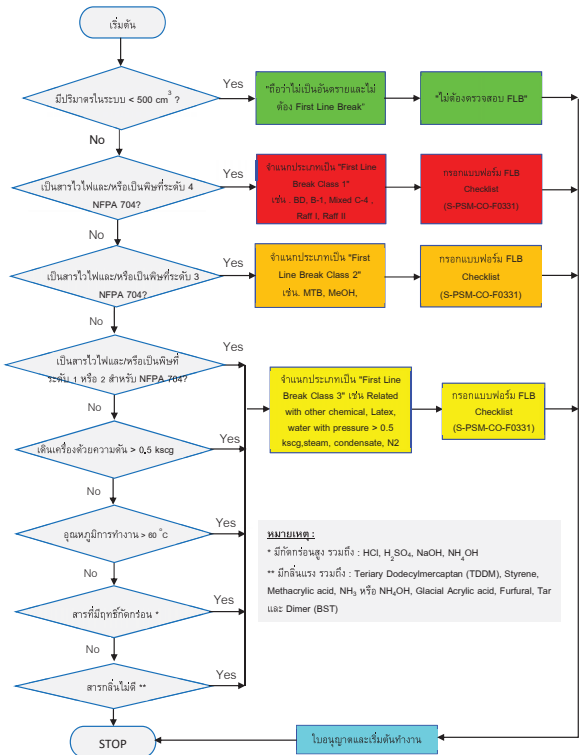 เริ่มต้น
มีปริมาตรในระบบ < 500 cm³ ?
Yes
"ถือว่าไม่เป็นอันตรายและไม่
ต้อง First Line Break"
"ไม่ต้องตรวจสอบ FLB"
No
เป็นสารไวไฟและ/หรือเป็นพิษที่ระดับ 4
NFPA 704?
Yes
จำแนกประเภทเป็น "First Line
Break Class 1"
เช่น . BD, B-1, Mixed C-4 ,
Raff I, Raff II
กรอกแบบฟอร์ม FLB
Checklist
(S-PSM-CO-F0331)
No
เป็นสารไวไฟและ/หรือเป็นพิษที่ระดับ 3
NFPA 704?
Yes
จำแนกประเภทเป็น "First
Line Break Class 2"
เช่น. MTB, MeOH,
กรอกแบบฟอร์ม FLB
Checklist
(S-PSM-CO-F0331)
No
เป็นสารไวไฟและ/หรือเป็นพิษที่
ระดับ 1 หรือ 2 สำหรับ NFPA 704?
Yes
จำแนกประเภทเป็น "First Line
Break Class 3" เช่น Related
with other chemical, Latex,
water with pressure > 0.5
kscg,steam, condensate, N2
กรอกแบบฟอร์ม FLB
Checklist
(S-PSM-CO-F0331)
No
เดินเครื่องด้วยความดัน > 0.5 kscg
Yes
No
อุณหภูมิการทำงาน > 60 °C
Yes
No
สารที่มีฤทธิ์กัดกร่อน *
Yes
No
สารกลิ่นไม่ดี **
Yes
หมายเหตุ :
* มีกัดกร่อนสูง รวมถึง : HCl, H₂SO₄, NaOH, NH₄OH
** มีกลิ่นแรง รวมถึง : Teriary Dodecylmercaptan (TDDM), Styrene,
Methacrylic acid, NH₃ หรือ NH₄OH, Glacial Acrylic acid, Furfural, Tar
และ Dimer (BST)
STOP
ใบอนุญาตและเริ่มต้นทำงาน